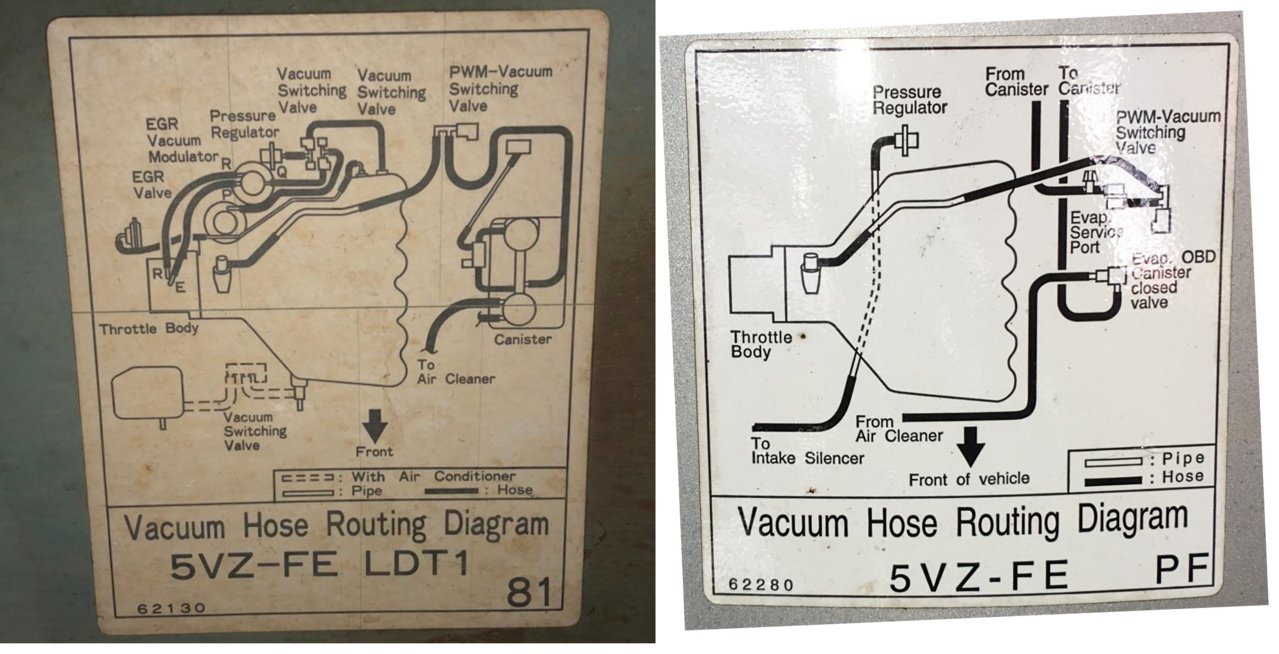 Vacuum
Switching
Valve
Vacuum
Switching
Valve
PWM-Vacuum
Switching
Valve
Pressure
Regulator
EGR
Vacuum
Modulator
EGR
Valve
R
Q
P
R
E
Throttle Body
Canister
To
Air Cleaner
Vacuum
Switching
Valve
Front
: With Air Conditioner
: Pipe : Hose
Vacuum Hose Routing Diagram
5VZ-FE LDT1
81
62130
From
Canister
To
Canister
Pressure
Regulator
PWM-Vacuum
Switching
Valve
Evap.
Service
Port
Evap. OBD
Canister
closed
valve
Throttle
Body
To
Intake Silencer
From
Air Cleaner
Front of vehicle
: Pipe
: Hose
Vacuum Hose Routing Diagram
5VZ-FE PF
62280